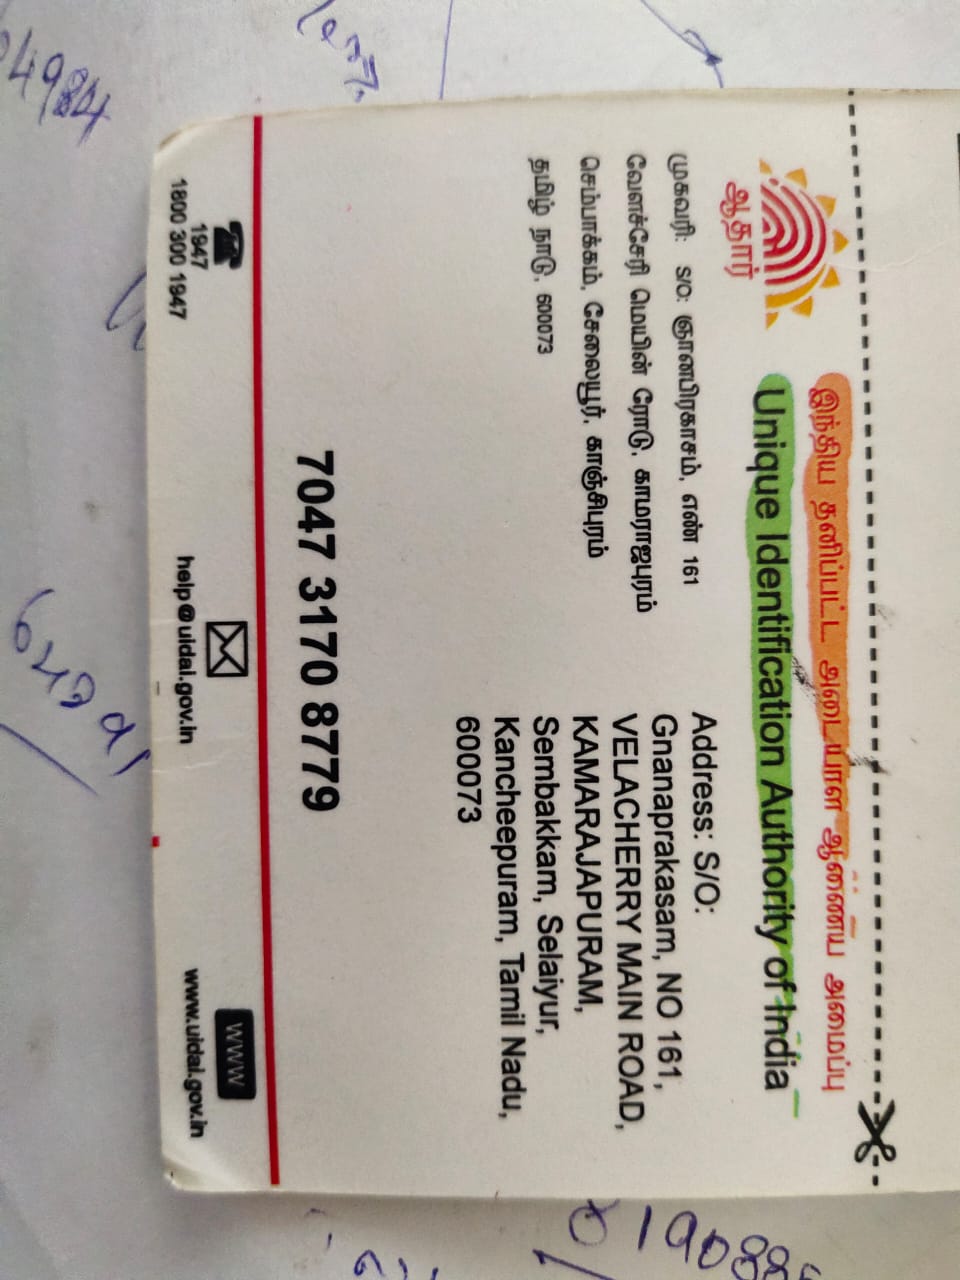 ஆதார்
இந்திய தனிப்பட்ட அடையாள ஆணைய அமைப்பு
Unique Identification Authority of India
முகவரி: S/O: ஞானபிரகாசம், எண் 161
வேளச்சேரி மெயின் ரோடு, காமராஜபுரம்
செம்பாக்கம், சேலையூர், காஞ்சிபுரம்
தமிழ் நாடு, 600073
Address: S/O:
Gnanaprakasam, NO 161,
VELACHERRY MAIN ROAD,
KAMARAJAPURAM,
Sembakkam, Selaiyur,
Kancheepuram, Tamil Nadu,
600073
7047 3170 8779
1947
1800 300 1947
help@uidai.gov.in
WWW
www.uidai.gov.in